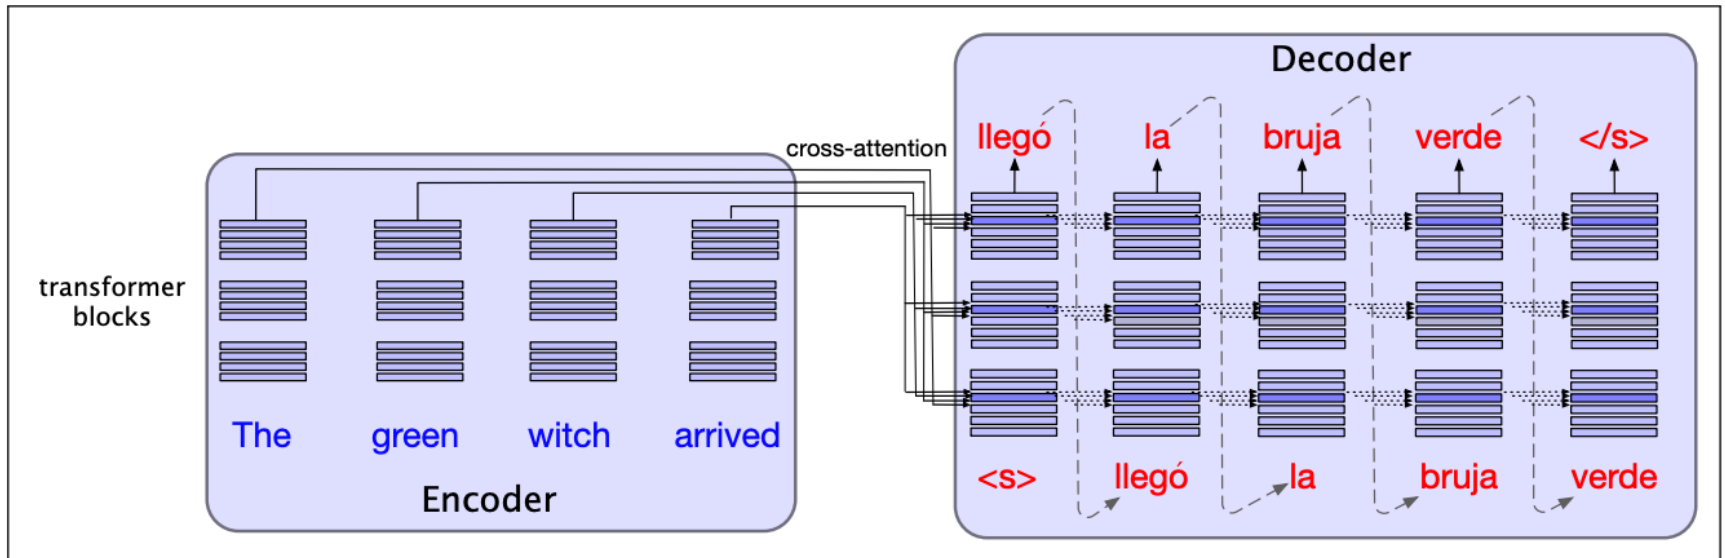 Decoder
llegó la bruja verde </s>
cross-attention
transformer
blocks
The green witch arrived
Encoder
<s> llegó la bruja verde